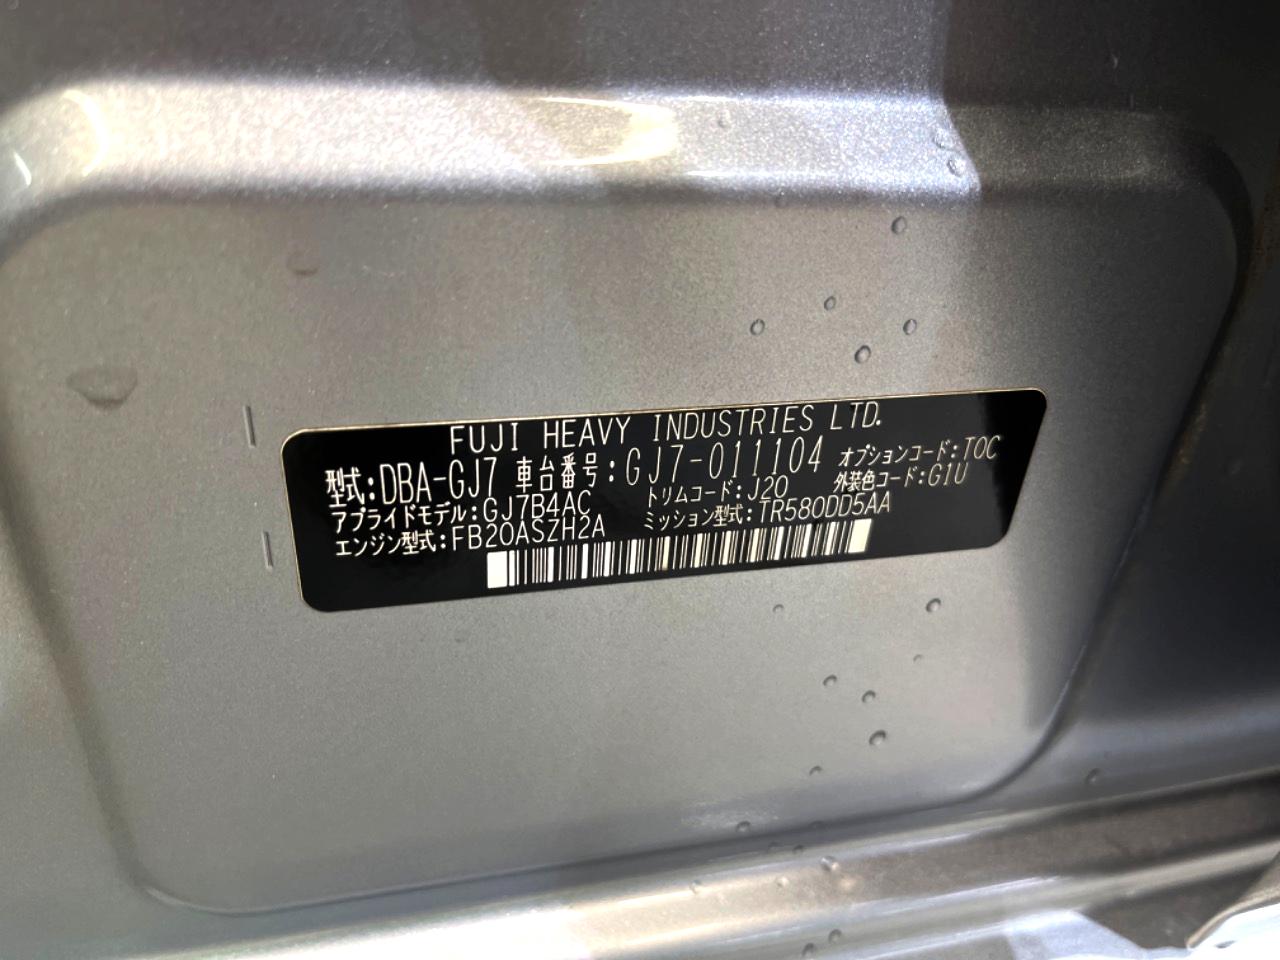 FUJI HEAVY INDUSTRIES LTD.
型式:DBA-GJ7 車台番号:GJ7-011104 オプションコード:TOC
アプライドモデル:GJ7B4AC トリムコード:J20 外装色コード:G1U
エンジン型式:FB20ASZH2A ミッション型式:TR580DD5AA